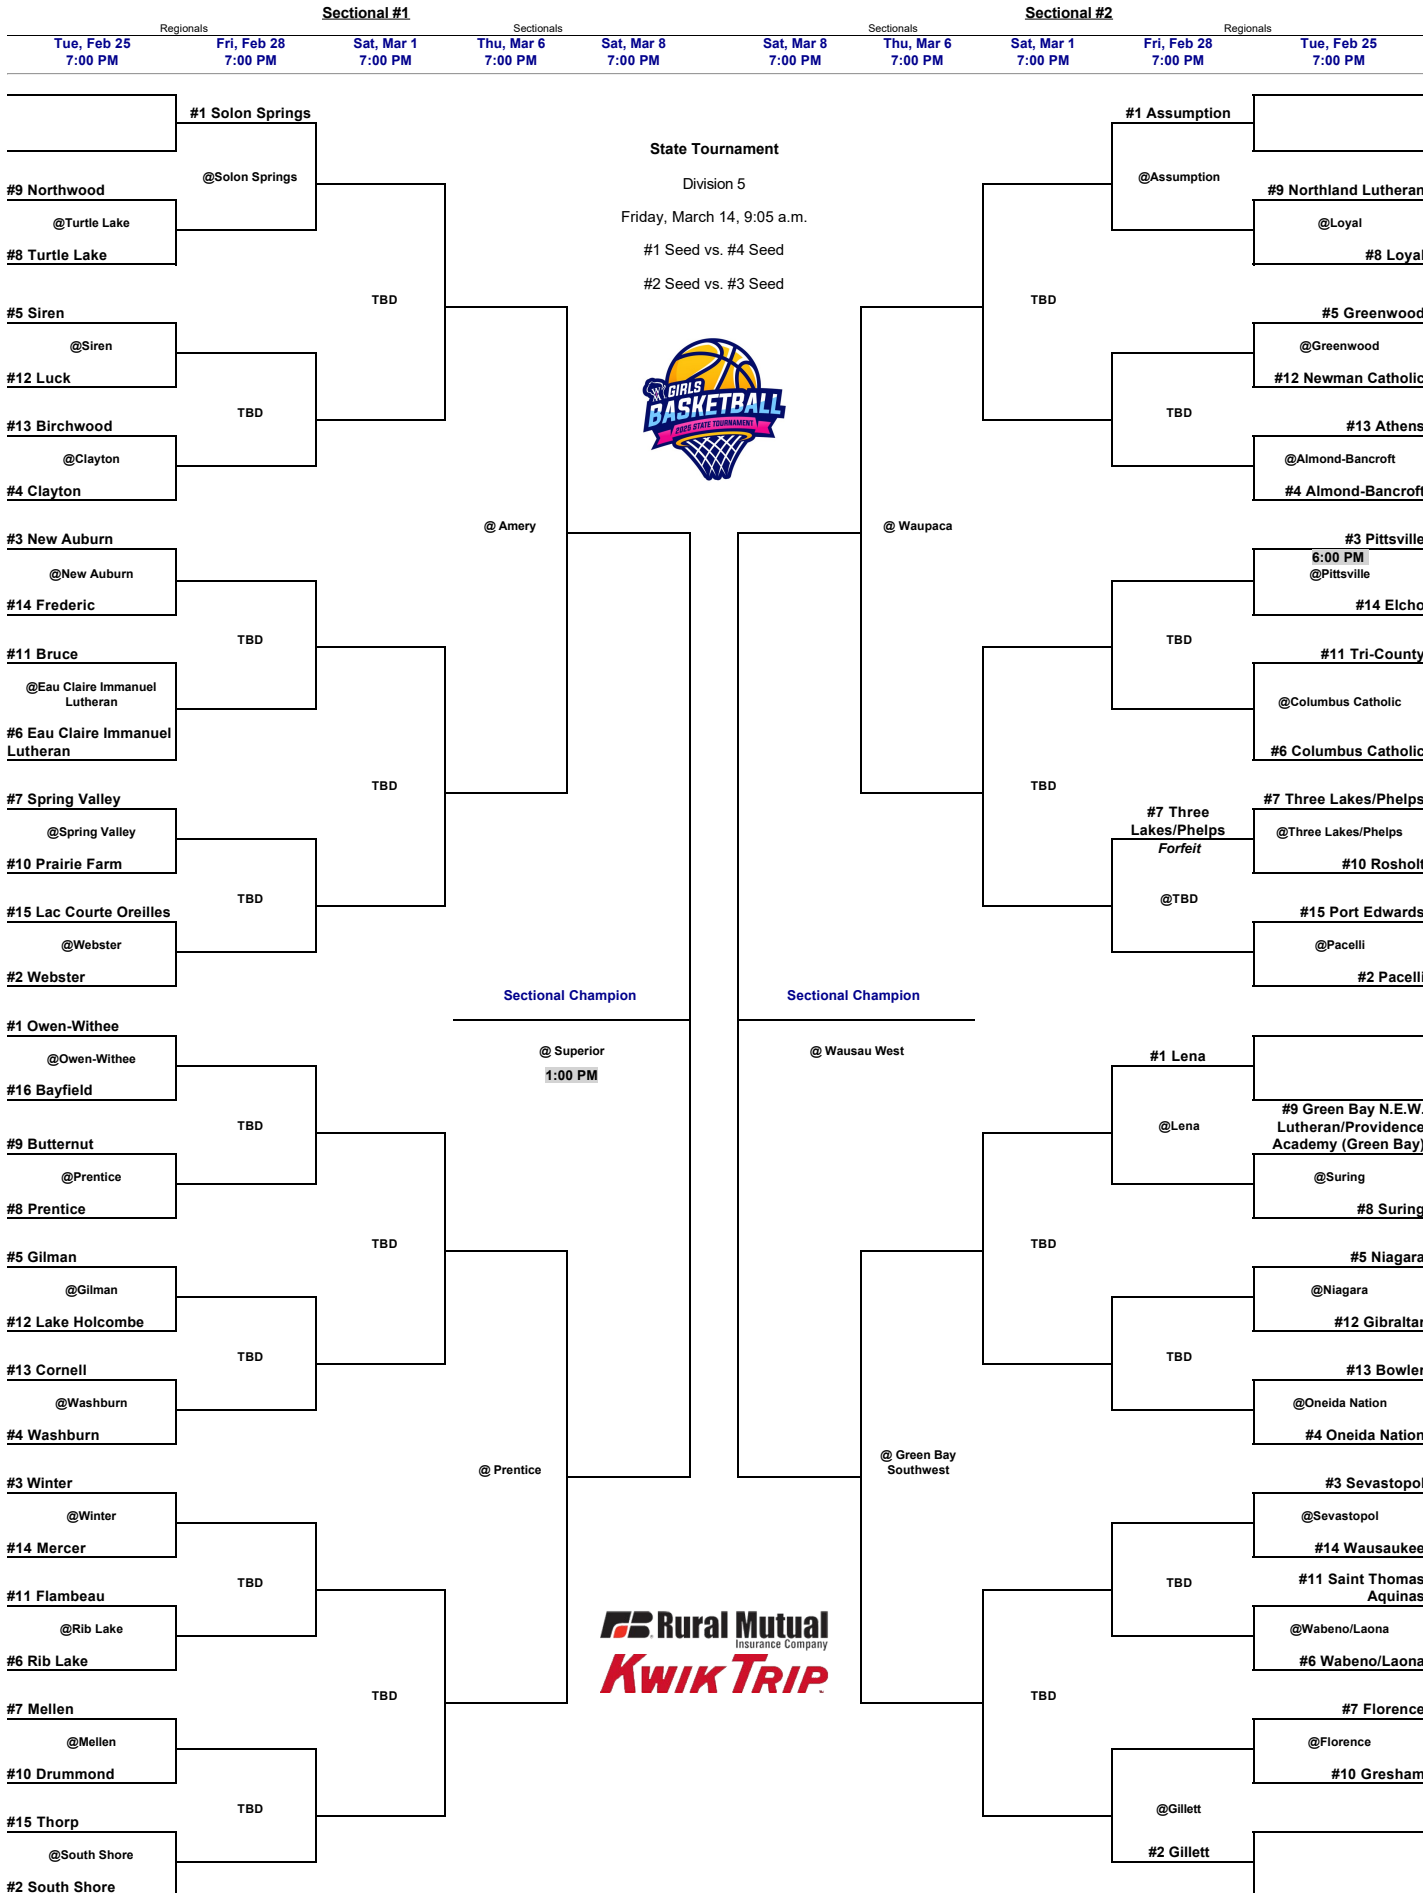 Sectional #1
Sectional #2
Regionals
Sectionals
Sectionals
Regionals
Tue, Feb 25
7:00 PM
Fri, Feb 28
7:00 PM
Sat, Mar 1
7:00 PM
Thu, Mar 6
7:00 PM
Sat, Mar 8
7:00 PM
Sat, Mar 8
7:00 PM
Thu, Mar 6
7:00 PM
Sat, Mar 1
7:00 PM
Fri, Feb 28
7:00 PM
Tue, Feb 25
7:00 PM
#1 Solon Springs
@Solon Springs
#9 Northwood
@Turtle Lake
#8 Turtle Lake
TBD
#5 Siren
@Siren
#12 Luck
TBD
#13 Birchwood
@Clayton
#4 Clayton
@ Amery
#3 New Auburn
@New Auburn
#14 Frederic
TBD
#11 Bruce
@Eau Claire Immanuel
Lutheran
#6 Eau Claire Immanuel
Lutheran
TBD
#7 Spring Valley
@Spring Valley
#10 Prairie Farm
TBD
#15 Lac Courte Oreilles
@Webster
#2 Webster
Sectional Champion
@ Superior
1:00 PM
#1 Owen-Withee
@Owen-Withee
#16 Bayfield
TBD
#9 Butternut
@Prentice
#8 Prentice
TBD
#5 Gilman
@Gilman
#12 Lake Holcombe
TBD
#13 Cornell
@Washburn
#4 Washburn
@ Prentice
#3 Winter
@Winter
#14 Mercer
TBD
#11 Flambeau
@Rib Lake
#6 Rib Lake
TBD
#7 Mellen
@Mellen
#10 Drummond
TBD
#15 Thorp
@South Shore
#2 South Shore
State Tournament
Division 5
Friday, March 14, 9:05 a.m.
#1 Seed vs. #4 Seed
#2 Seed vs. #3 Seed
GIRLS
BASKETBALL
2025 STATE TOURNAMENT
Rural Mutual
Insurance Company
KWIK TRIP
#1 Assumption
@Assumption
#9 Northland Lutheran
@Loyal
#8 Loyal
TBD
#5 Greenwood
@Greenwood
#12 Newman Catholic
TBD
#13 Athens
@Almond-Bancroft
#4 Almond-Bancroft
@ Waupaca
#3 Pittsville
6:00 PM
@Pittsville
#14 Elcho
TBD
#11 Tri-County
@Columbus Catholic
#6 Columbus Catholic
TBD
#7 Three
Lakes/Phelps
Forfeit
#7 Three Lakes/Phelps
@Three Lakes/Phelps
#10 Rosholt
@TBD
#15 Port Edwards
@Pacelli
#2 Pacelli
Sectional Champion
@ Wausau West
#1 Lena
@Lena
#9 Green Bay N.E.W.
Lutheran/Providence
Academy (Green Bay)
@Suring
#8 Suring
TBD
#5 Niagara
@Niagara
#12 Gibraltar
TBD
#13 Bowler
@Oneida Nation
#4 Oneida Nation
@ Green Bay
Southwest
#3 Sevastopol
@Sevastopol
#14 Wausaukee
TBD
#11 Saint Thomas
Aquinas
@Wabeno/Laona
#6 Wabeno/Laona
TBD
#7 Florence
@Florence
#10 Gresham
@Gillett
#2 Gillett